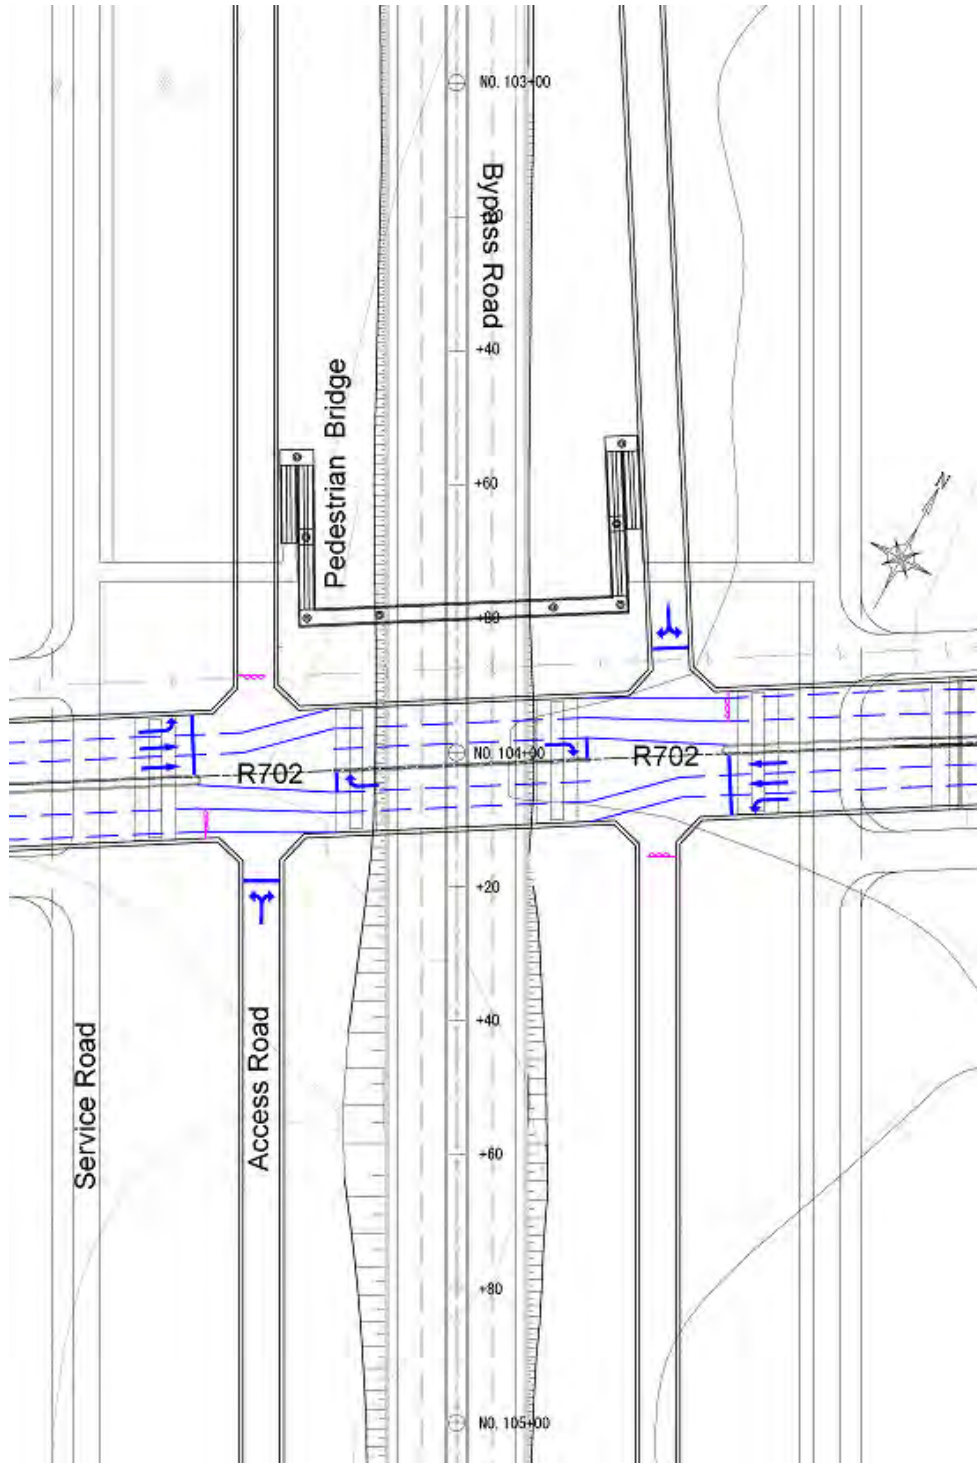 NO. 103+00
Bypass Road
+40
Pedestrian Bridge
+60
N
+80
R702
NO. 104+00
R702
+20
+40
Service Road
Access Road
+60
+80
NO. 105+00